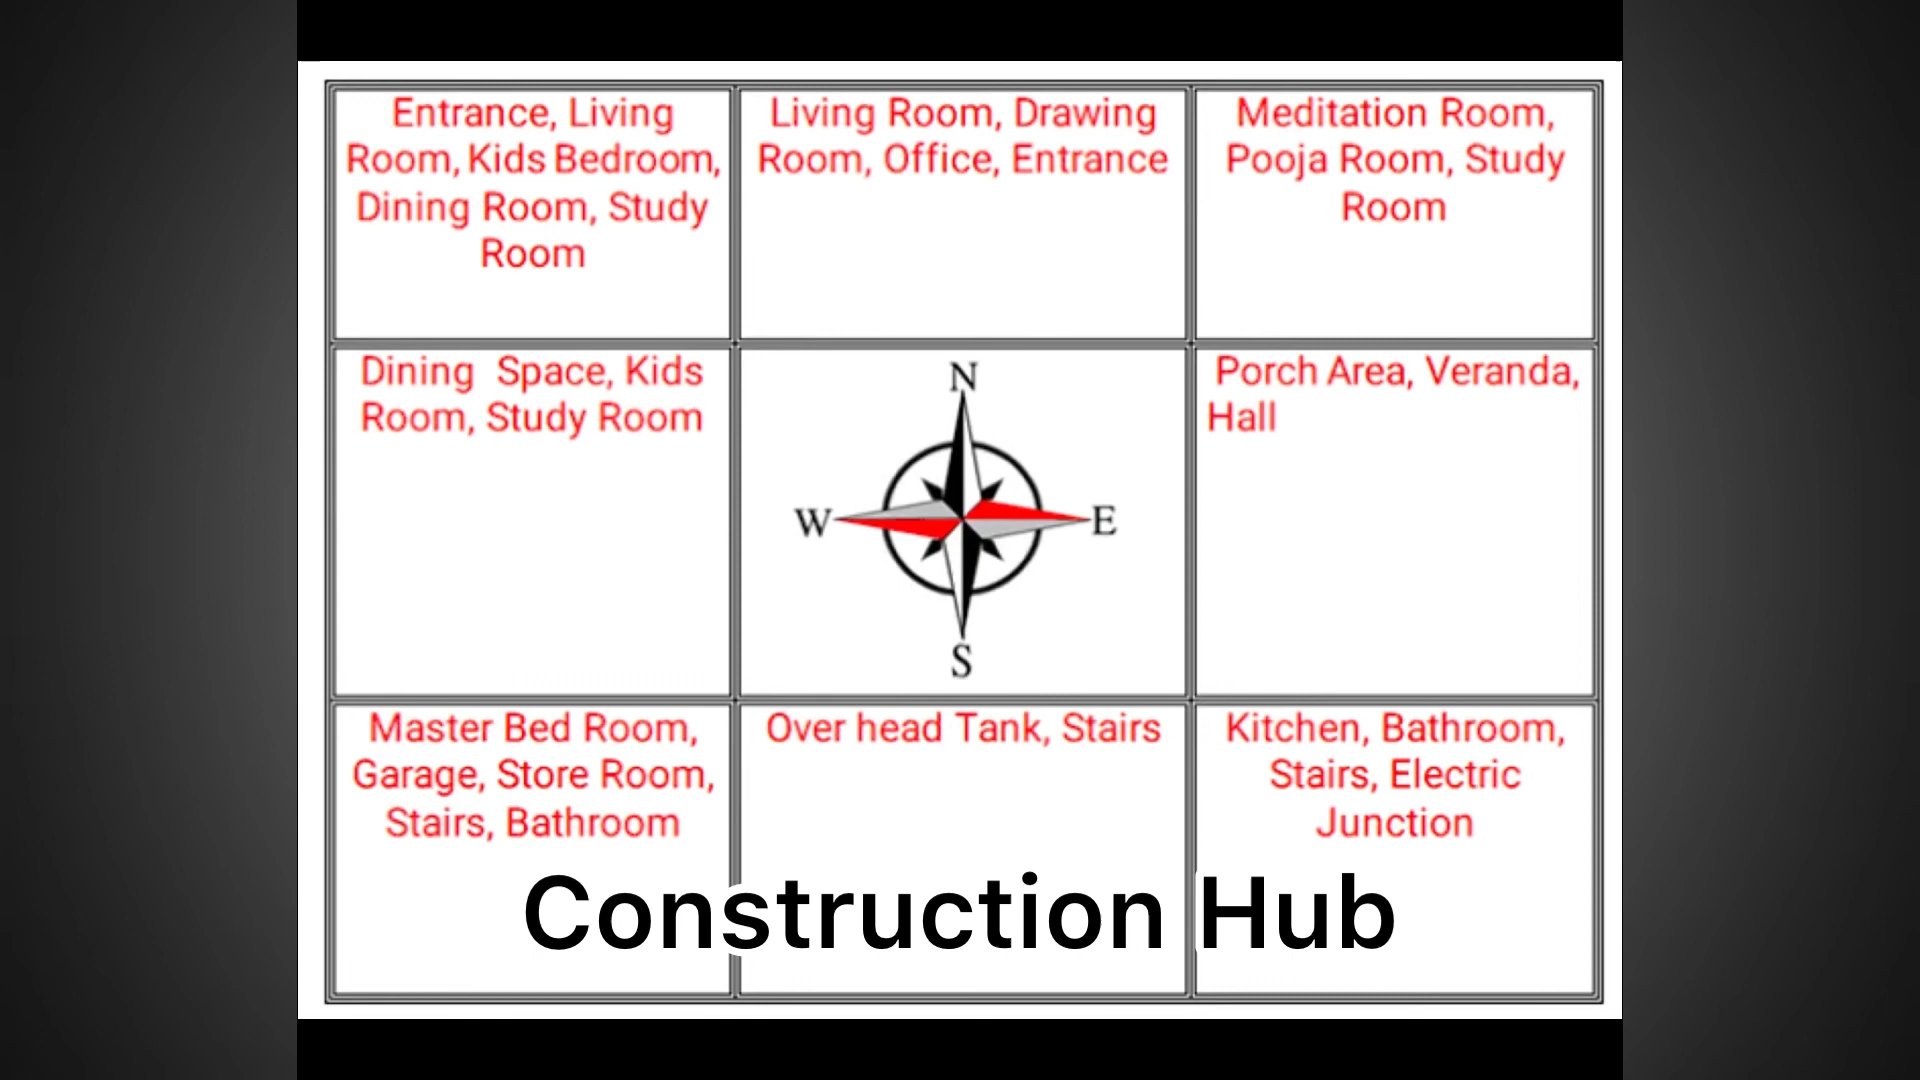 Entrance, Living
Room, Kids Bedroom,
Dining Room, Study
Room
Living Room, Drawing
Room, Office, Entrance
Meditation Room,
Pooja Room, Study
Room
Dining Space, Kids
Room, Study Room
N
W
E
S
Porch Area, Veranda,
Hall
Master Bed Room,
Garage, Store Room,
Stairs, Bathroom
Over head Tank, Stairs
Kitchen, Bathroom,
Stairs, Electric
Junction
Construction Hub